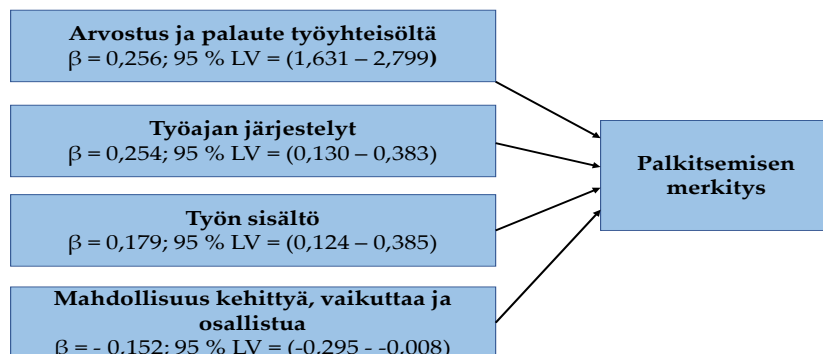 Arvostus ja palaute työyhteisöltä
β = 0,256; 95 % LV = (1,631 – 2,799)
Työajan järjestelyt
β = 0,254; 95 % LV = (0,130 – 0,383)
Palkitsemisen
merkitys
Työn sisältö
β = 0,179; 95 % LV = (0,124 – 0,385)
Mahdollisuus kehittyä, vaikuttaa ja
osallistua
β = - 0,152; 95 % LV = (-0,295 - -0,008)